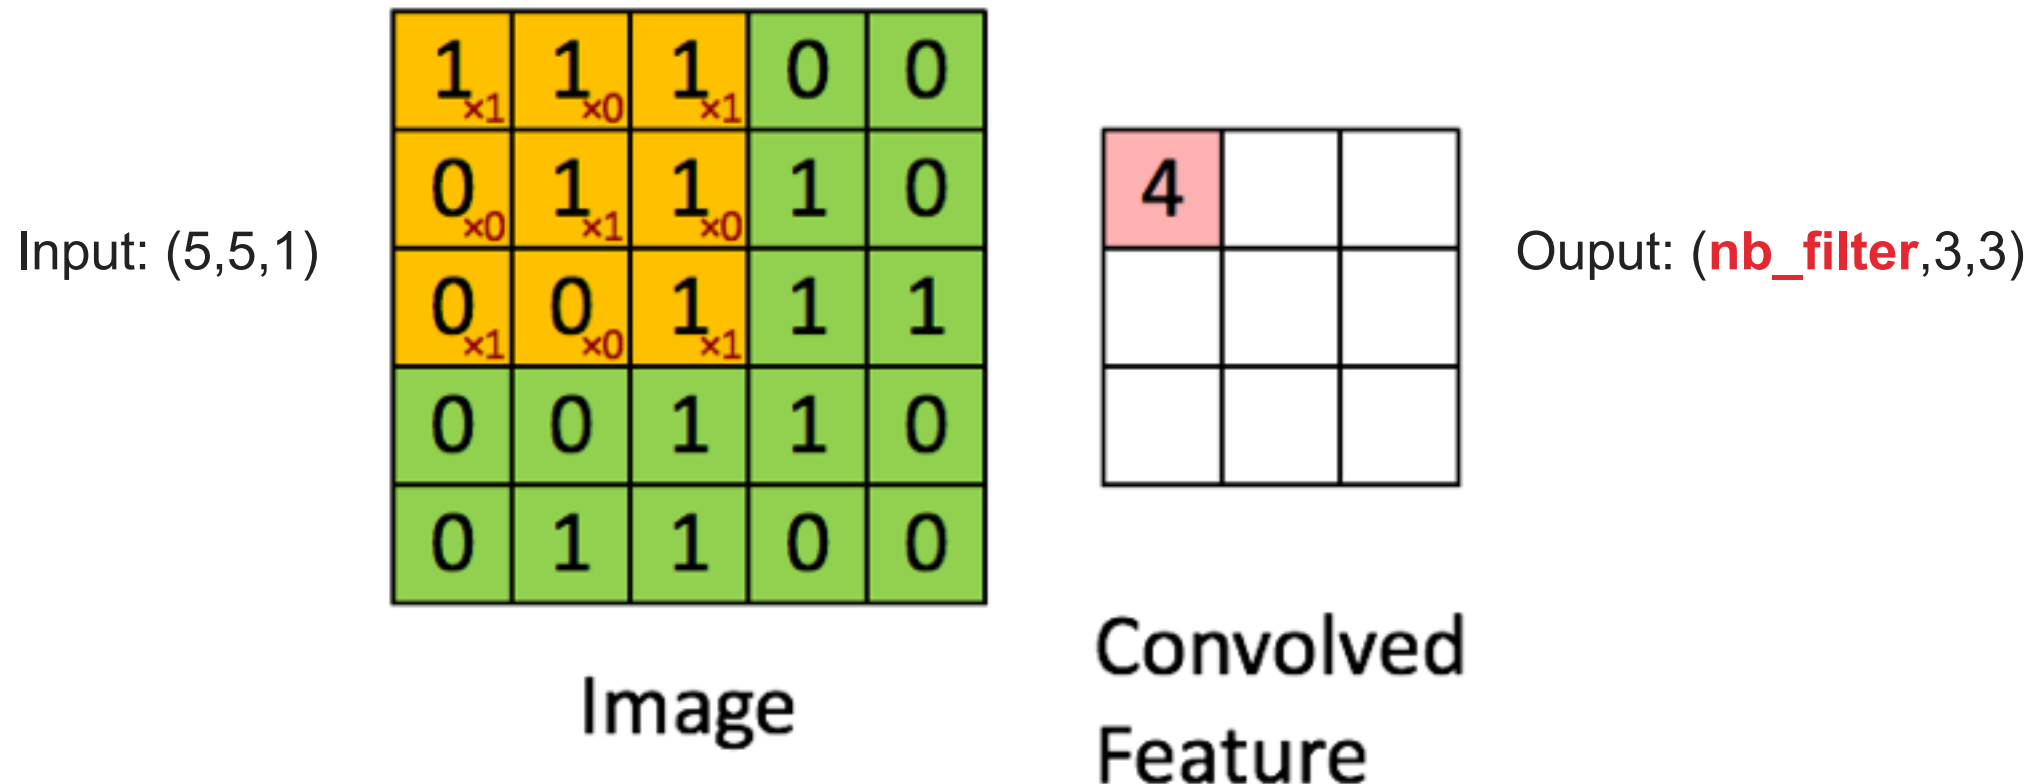 Input: (5,5,1)
1×1 1×0 1×1 0 0
0×0 1×1 1×0 1 0
0×1 0×0 1×1 1 1
0 0 1 1 0
0 1 1 0 0
Image
4
Convolved
Feature
Ouput: (nb_filter,3,3)